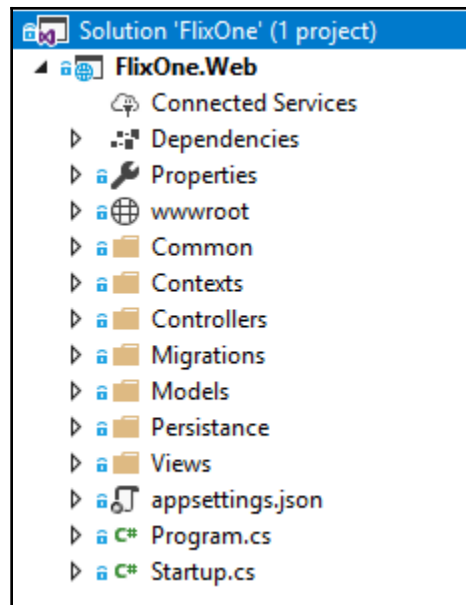 Solution 'FlixOne' (1 project)
FlixOne.Web
Connected Services
Dependencies
Properties
wwwroot
Common
Contexts
Controllers
Migrations
Models
Persistance
Views
appsettings.json
C# Program.cs
C# Startup.cs